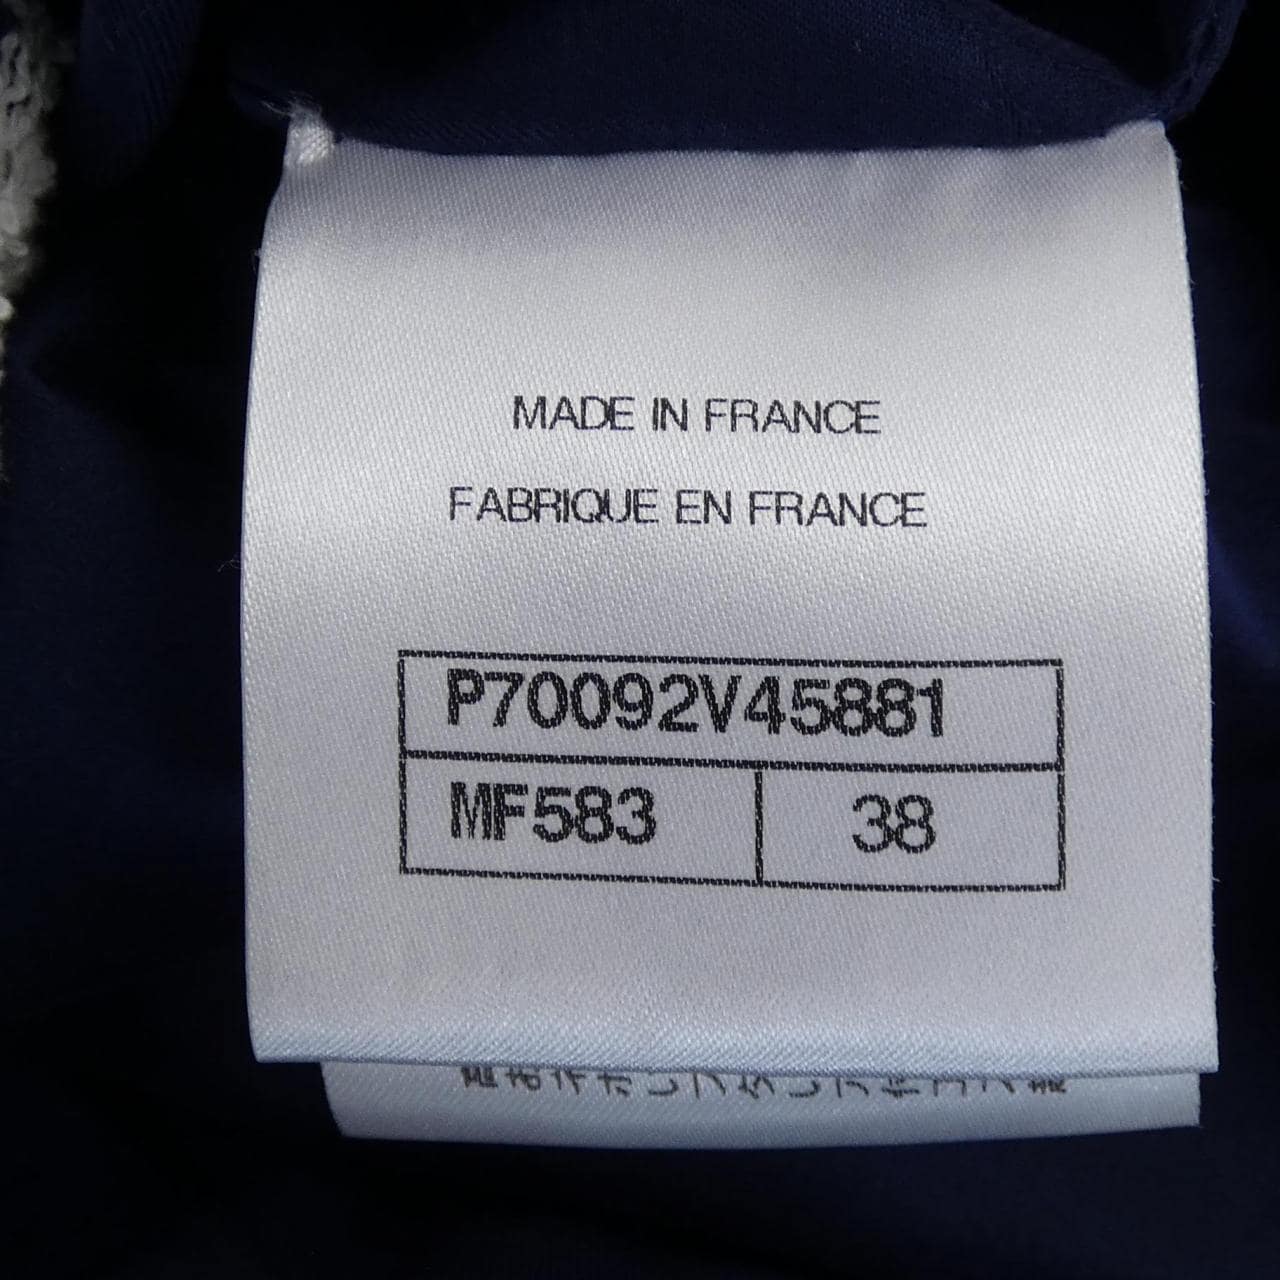 MADE IN FRANCE
FABRIQUE EN FRANCE
P70092V45881
MF583 38